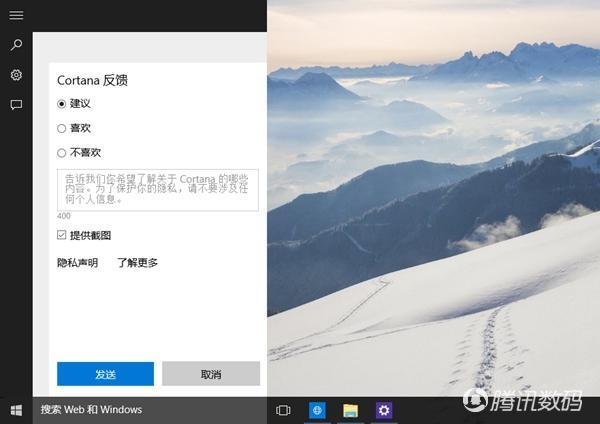 Cortana 反馈
建议
喜欢
不喜欢
告诉我们你希望了解关于 Cortana 的哪些
内容。为了保护你的隐私，请不要涉及任
何个人信息。
400
提供截图
隐私声明 了解更多
发送 取消
搜索 Web 和 Windows
腾讯数码